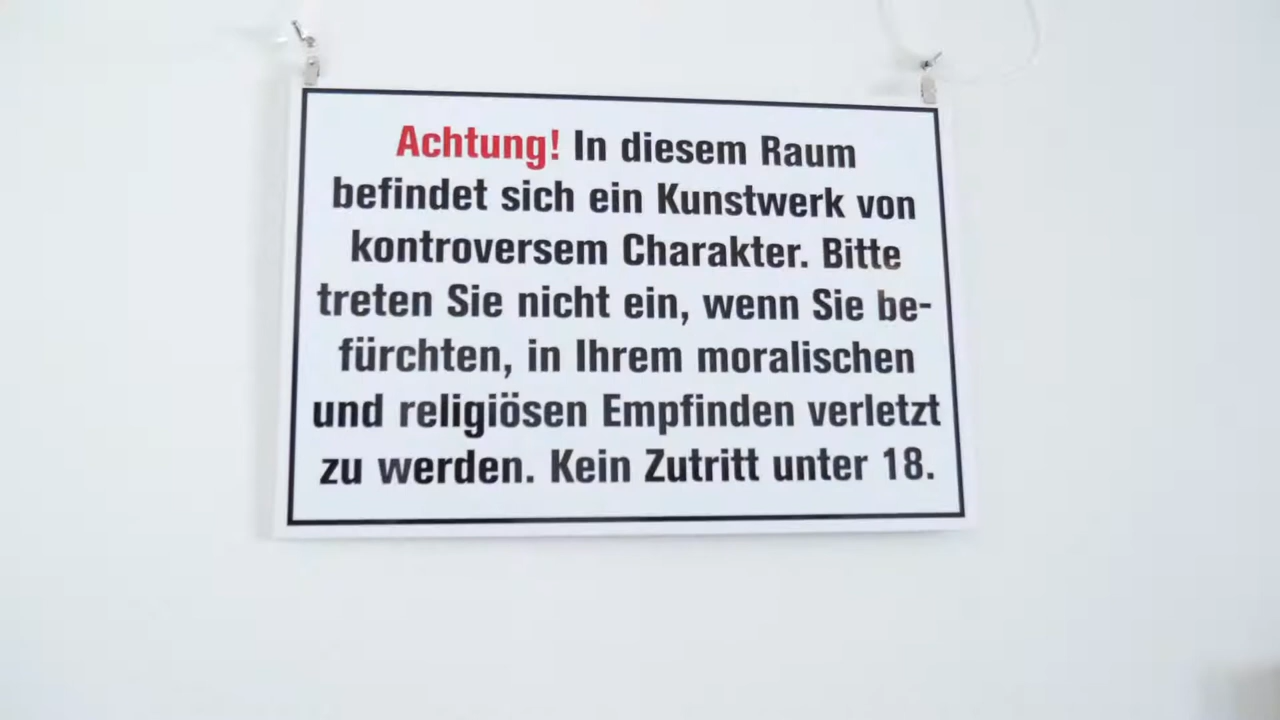 Achtung! In diesem Raum
befindet sich ein Kunstwerk von
kontroversem Charakter. Bitte
treten Sie nicht ein, wenn Sie be-
fürchten, in Ihrem moralischen
und religiösen Empfinden verletzt
zu werden. Kein Zutritt unter 18.